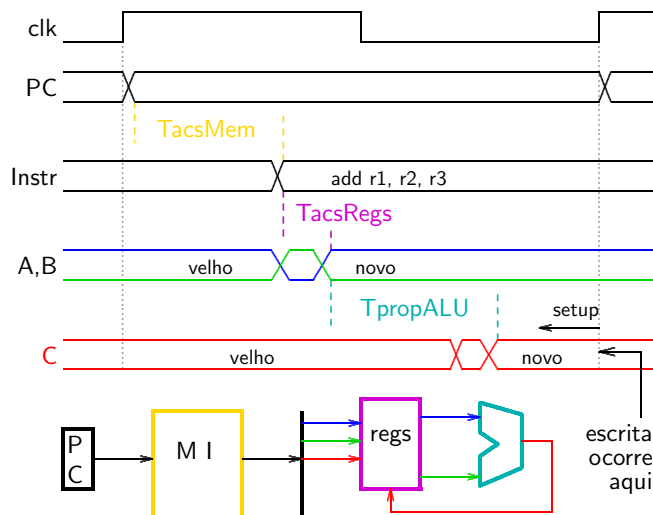 clk
PC
TacsMem
Instr
add r1, r2, r3
TacsRegs
A,B
velho
novo
TpropALU
setup
C
velho
novo
P
C
M I
regs
escrita
ocorre
aqui